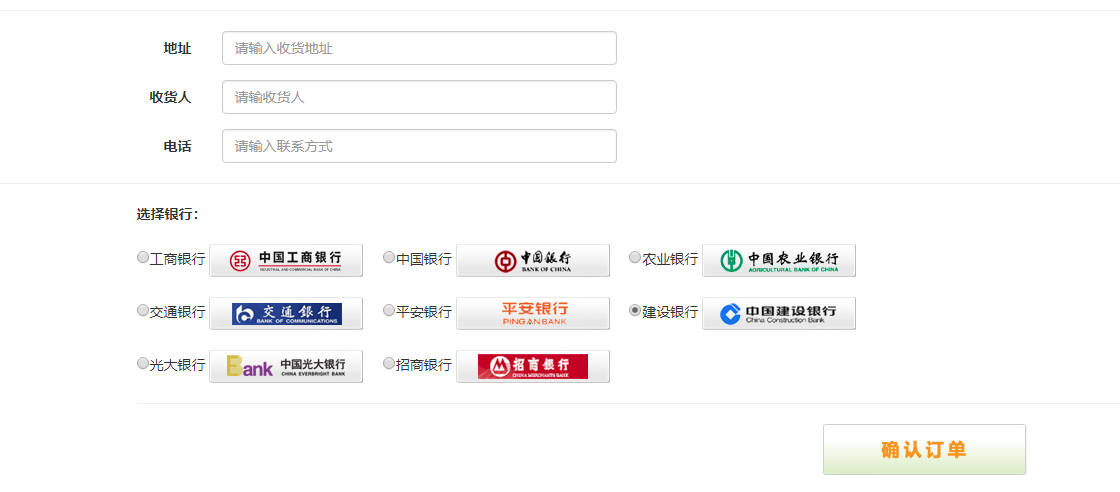 地址 请输入收货地址
收货人 请输收货人
电话 请输入联系方式
选择银行：
工商银行 中国工商银行 INDUSTRIAL AND COMMERCIAL BANK OF CHINA 中国银行 中国银行 BANK OF CHINA 农业银行 中国农业银行 AGRICULTURAL BANK OF CHINA
交通银行 交通银行 BANK OF COMMUNICATIONS 平安银行 平安银行 PING AN BANK 建设银行 中国建设银行 China Construction Bank
光大银行 Bank 中国光大银行 CHINA EVERBRIGHT BANK 招商银行 招商银行 CHINA MERCHANTS BANK
确认订单